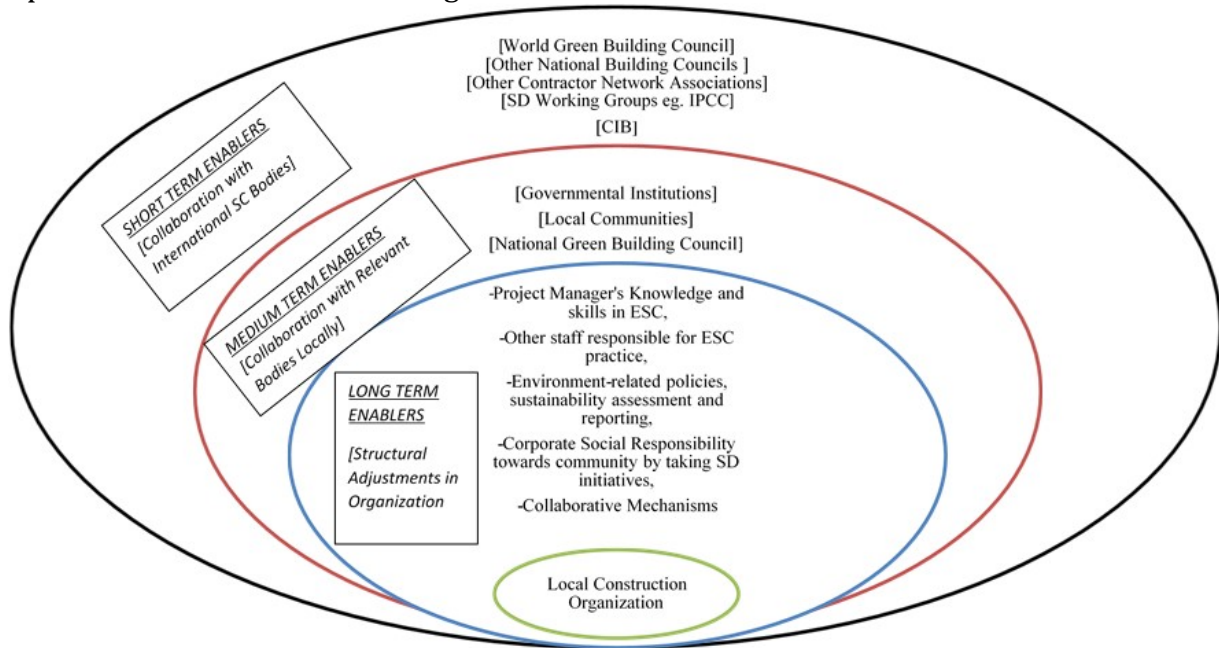 [World Green Building Council]
[Other National Building Councils ]
[Other Contractor Network Associations]
[SD Working Groups eg. IPCC]
[CIB]
SHORT TERM ENABLERS
[Collaboration with
International SC Bodies]
[Governmental Institutions]
[Local Communities]
[National Green Building Council]
MEDIUM TERM ENABLERS
[Collaboration with Relevant
Bodies Locally]
-Project Manager's Knowledge and
skills in ESC,
-Other staff responsible for ESC
practice,
-Environment-related policies,
sustainability assessment and
reporting,
-Corporate Social Responsibility
towards community by taking SD
initiatives,
-Collaborative Mechanisms
LONG TERM
ENABLERS
[Structural
Adjustments in
Organization
Local Construction
Organization